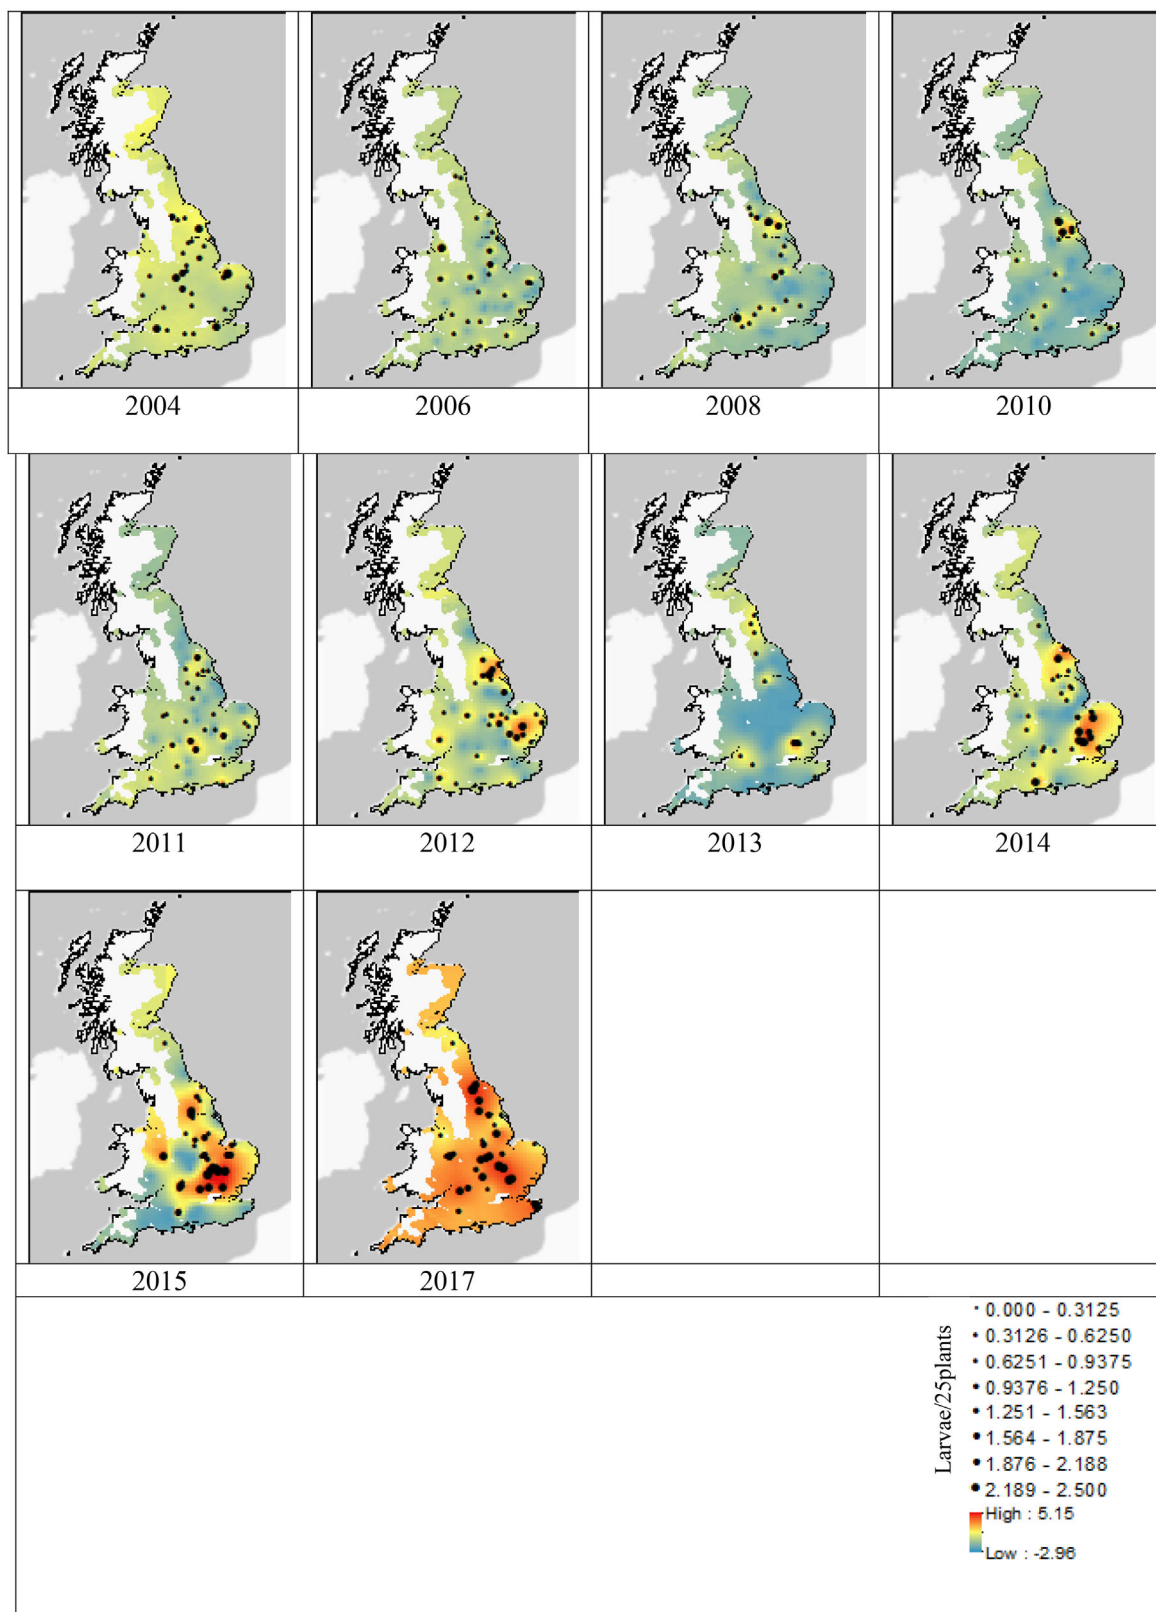 2004 2006 2008 2010
2011 2012 2013 2014
2015 2017
Larvae/25plants
0.000 - 0.3125
0.3126 - 0.6250
0.6251 - 0.9375
0.9376 - 1.250
1.251 - 1.563
1.564 - 1.875
1.876 - 2.188
2.189 - 2.500
High : 5.15
Low : -2.96